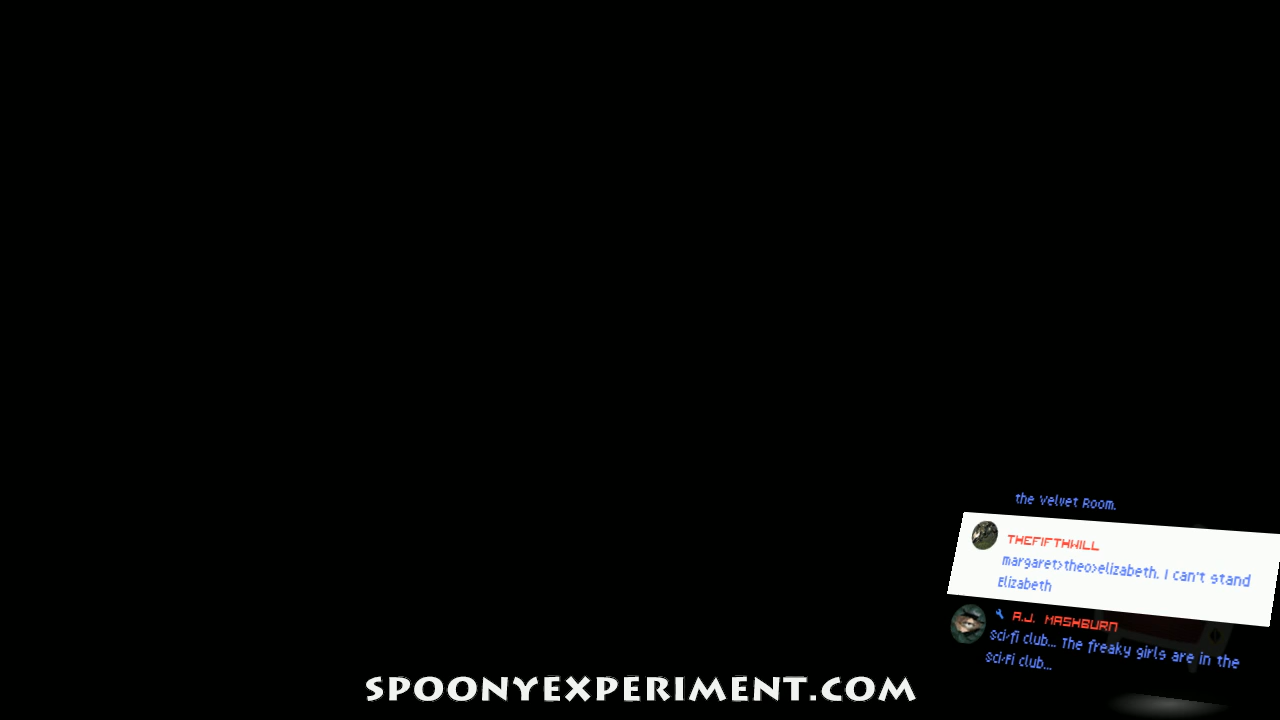 the Velvet Room.
THEFIFTHWILL
margaret>theo>elizabeth. I can't stand
Elizabeth
A.J. MASHBURN
sci-fi club... The freaky girls are in the
sci-fi club...
SPOONYEXPERIMENT.COM